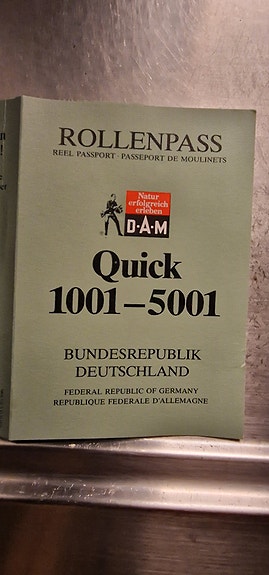 ROLLENPASS
REEL PASSPORT · PASSEPORT DE MOULINETS
Natur
erfolgreich
erleben
D·A·M
Quick
1001–5001
BUNDESREPUBLIK
DEUTSCHLAND
FEDERAL REPUBLIC OF GERMANY
REPUBLIQUE FEDERALE D'ALLEMAGNE